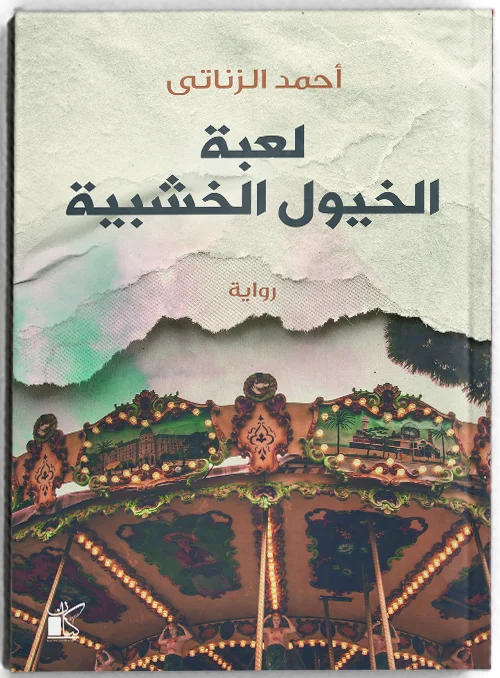 أحمد الزناتى
لعبة
الخيول الخشبية
رواية